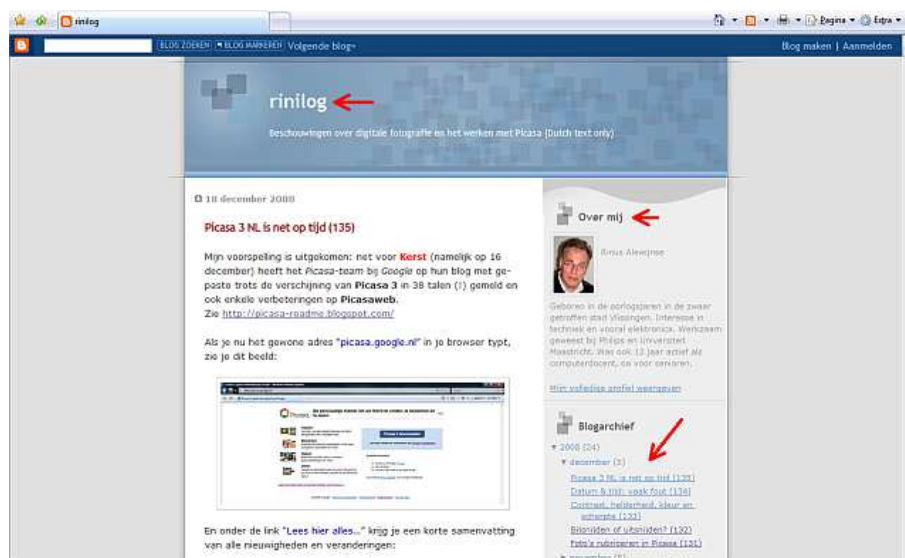 rinilog
Pagina
Extra
BLOG ZOEKEN
BLOG MARKEREN
Volgende blog»
Blog maken | Aanmelden
rinilog
Beschouwingen over digitale fotografie en het werken met Picasa (Dutch text only)
18 december 2008
Picasa 3 NL is net op tijd (135)
Mijn voorspelling is uitgekomen: net voor Kerst (namelijk op 16
december) heeft het Picasa-team bij Google op hun blog met ge-
paste trots de verschijning van Picasa 3 in 38 talen (!) gemeld en
ook enkele verbeteringen op Picasaweb.
Zie http://picasa-readme.blogspot.com/
Als je nu het gewone adres "picasa.google.nl" in je browser typt,
zie je dit beeld:
En onder de link "Lees hier alles..." krijg je een korte samenvatting
van alle nieuwigheden en veranderingen:
Over mij
Rinus Alewijnse
Geboren in de oorlogsjaren in de zwaar
getroffen stad Vlissingen. Interesse in
techniek en vooral elektronica. Werkzaam
geweest bij Philips en Universiteit
Maastricht. Was ook 12 jaar actief als
computerdocent, oa voor senioren.
Mijn volledige profiel weergeven
Blogarchief
▼ 2008 (24)
▼ december (5)
Picasa 3 NL is net op tijd (135)
Datum & tijd: vaak fout (134)
Contrast, helderheid, kleur en
scherpte (133)
Bijsnijden of uitsnijden? (132)
Foto's rubriceren in Picasa (131)
► november (5)